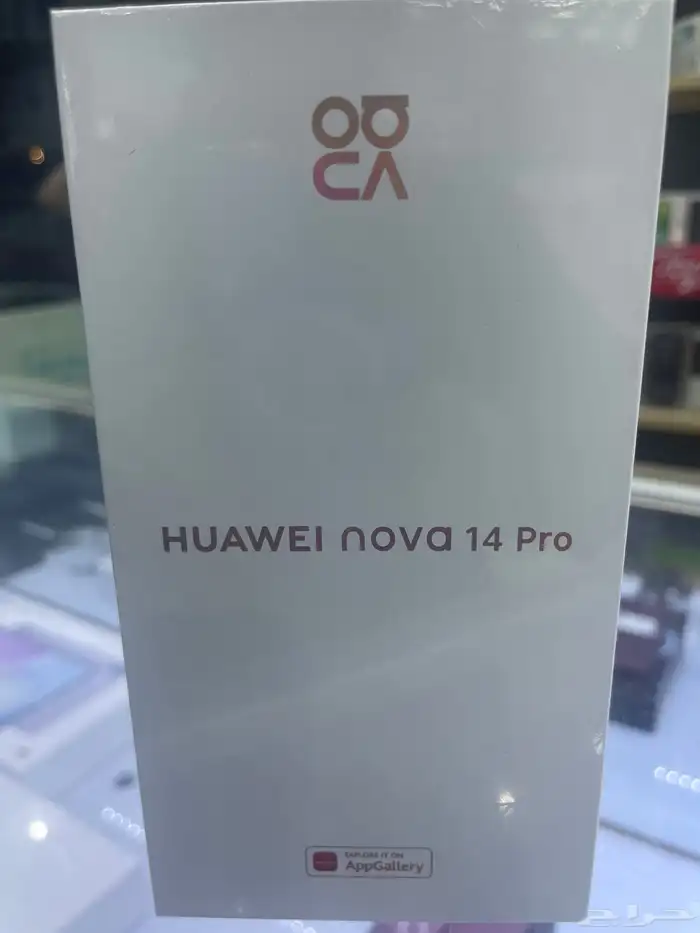 HUAWEI nova 14 Pro
EXPLORE IT ON
AppGallery
حراج